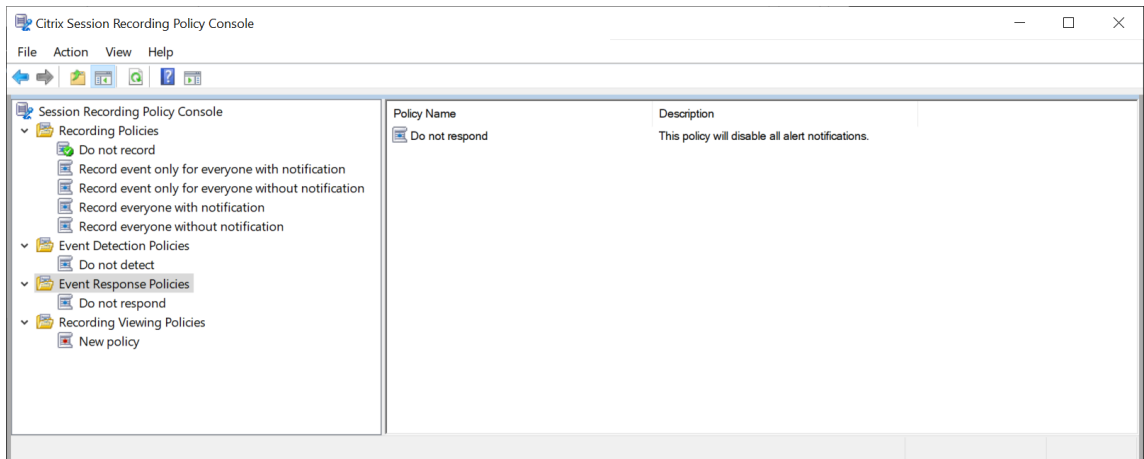 Citrix Session Recording Policy Console
File Action View Help
Session Recording Policy Console
Recording Policies
Do not record
Record event only for everyone with notification
Record event only for everyone without notification
Record everyone with notification
Record everyone without notification
Event Detection Policies
Do not detect
Event Response Policies
Do not respond
Recording Viewing Policies
New policy
Policy Name Description
Do not respond This policy will disable all alert notifications.